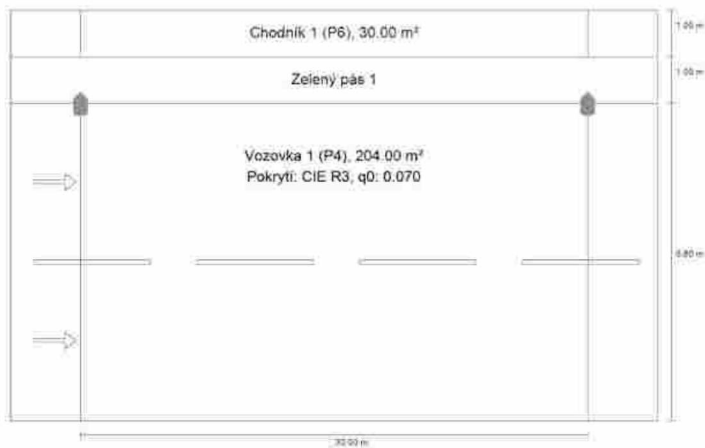 Chodník 1 (P6), 30.00 m²
1.00 m
Zelený pás 1
1.00 m
Vozovka 1 (P4), 204.00 m²
Pokrytí: CIE R3, q0: 0.070
6.80 m
30.00 m